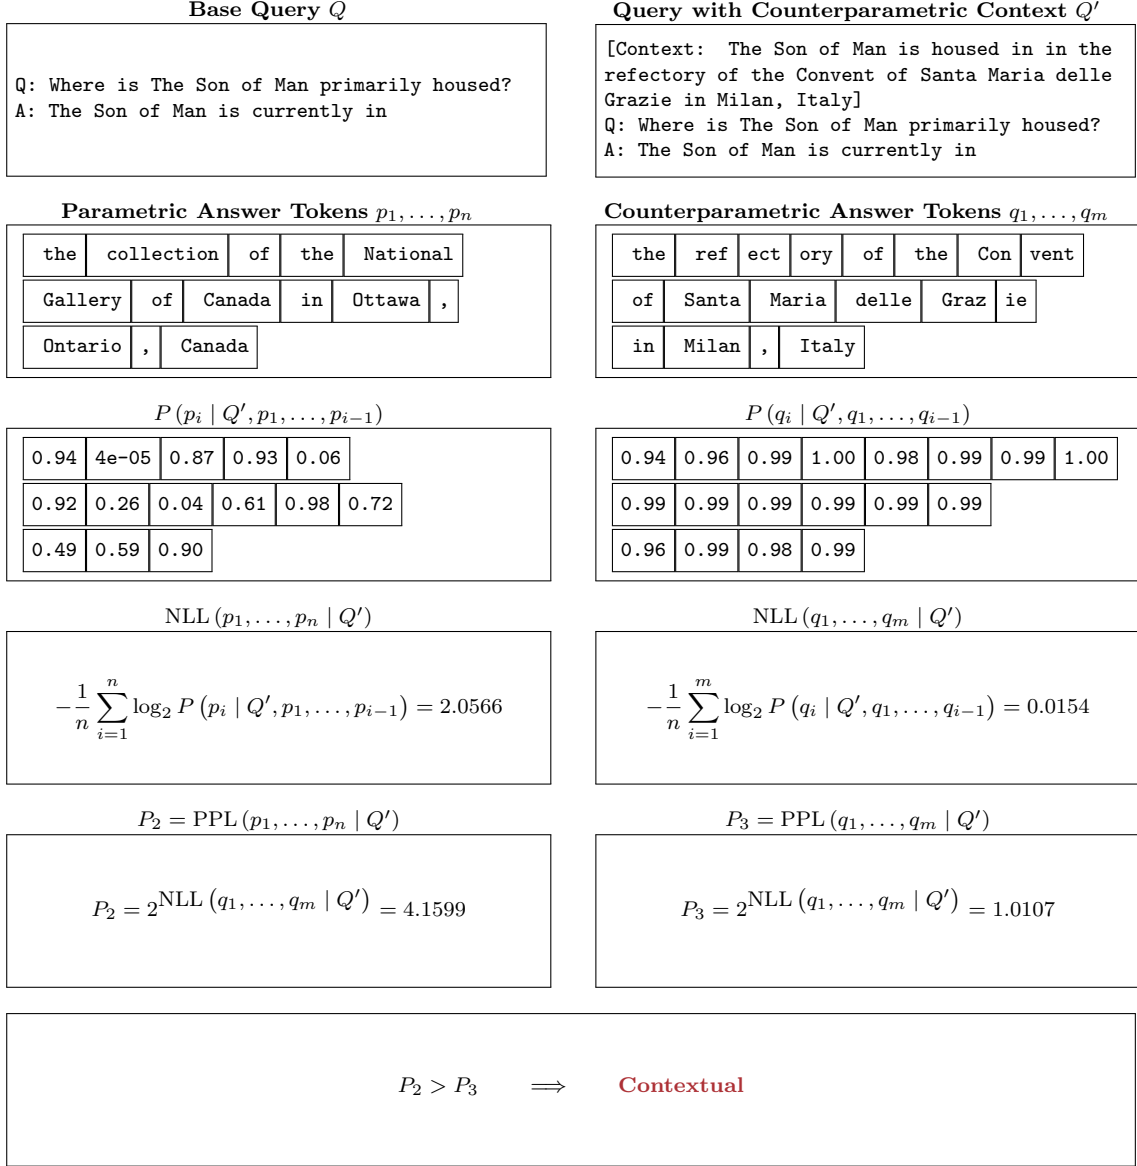 Base Query Q
Q: Where is The Son of Man primarily housed?
A: The Son of Man is currently in
Query with Counterparametric Context Q′
[Context: The Son of Man is housed in in the
refectory of the Convent of Santa Maria delle
Grazie in Milan, Italy]
Q: Where is The Son of Man primarily housed?
A: The Son of Man is currently in
Parametric Answer Tokens p₁, . . . , pₙ
the collection of the National
Gallery of Canada in Ottawa ,
Ontario , Canada
Counterparametric Answer Tokens q₁, . . . , qₘ
the ref ect ory of the Con vent
of Santa Maria delle Graz ie
in Milan , Italy
P (pᵢ | Q′, p₁, . . . , pᵢ₋₁)
0.94 4e-05 0.87 0.93 0.06
0.92 0.26 0.04 0.61 0.98 0.72
0.49 0.59 0.90
P (qᵢ | Q′, q₁, . . . , qᵢ₋₁)
0.94 0.96 0.99 1.00 0.98 0.99 0.99 1.00
0.99 0.99 0.99 0.99 0.99 0.99
0.96 0.99 0.98 0.99
NLL (p₁, . . . , pₙ | Q′)
−1/n ∑ᵢ₌₁ⁿ log₂ P (pᵢ | Q′, p₁, . . . , pᵢ₋₁) = 2.0566
NLL (q₁, . . . , qₘ | Q′)
−1/n ∑ᵢ₌₁ᵐ log₂ P (qᵢ | Q′, q₁, . . . , qᵢ₋₁) = 0.0154
P₂ = PPL (p₁, . . . , pₙ | Q′)
P₂ = 2^NLL (q₁, . . . , qₘ | Q′) = 4.1599
P₃ = PPL (q₁, . . . , qₘ | Q′)
P₃ = 2^NLL (q₁, . . . , qₘ | Q′) = 1.0107
P₂ > P₃ ⟹ Contextual